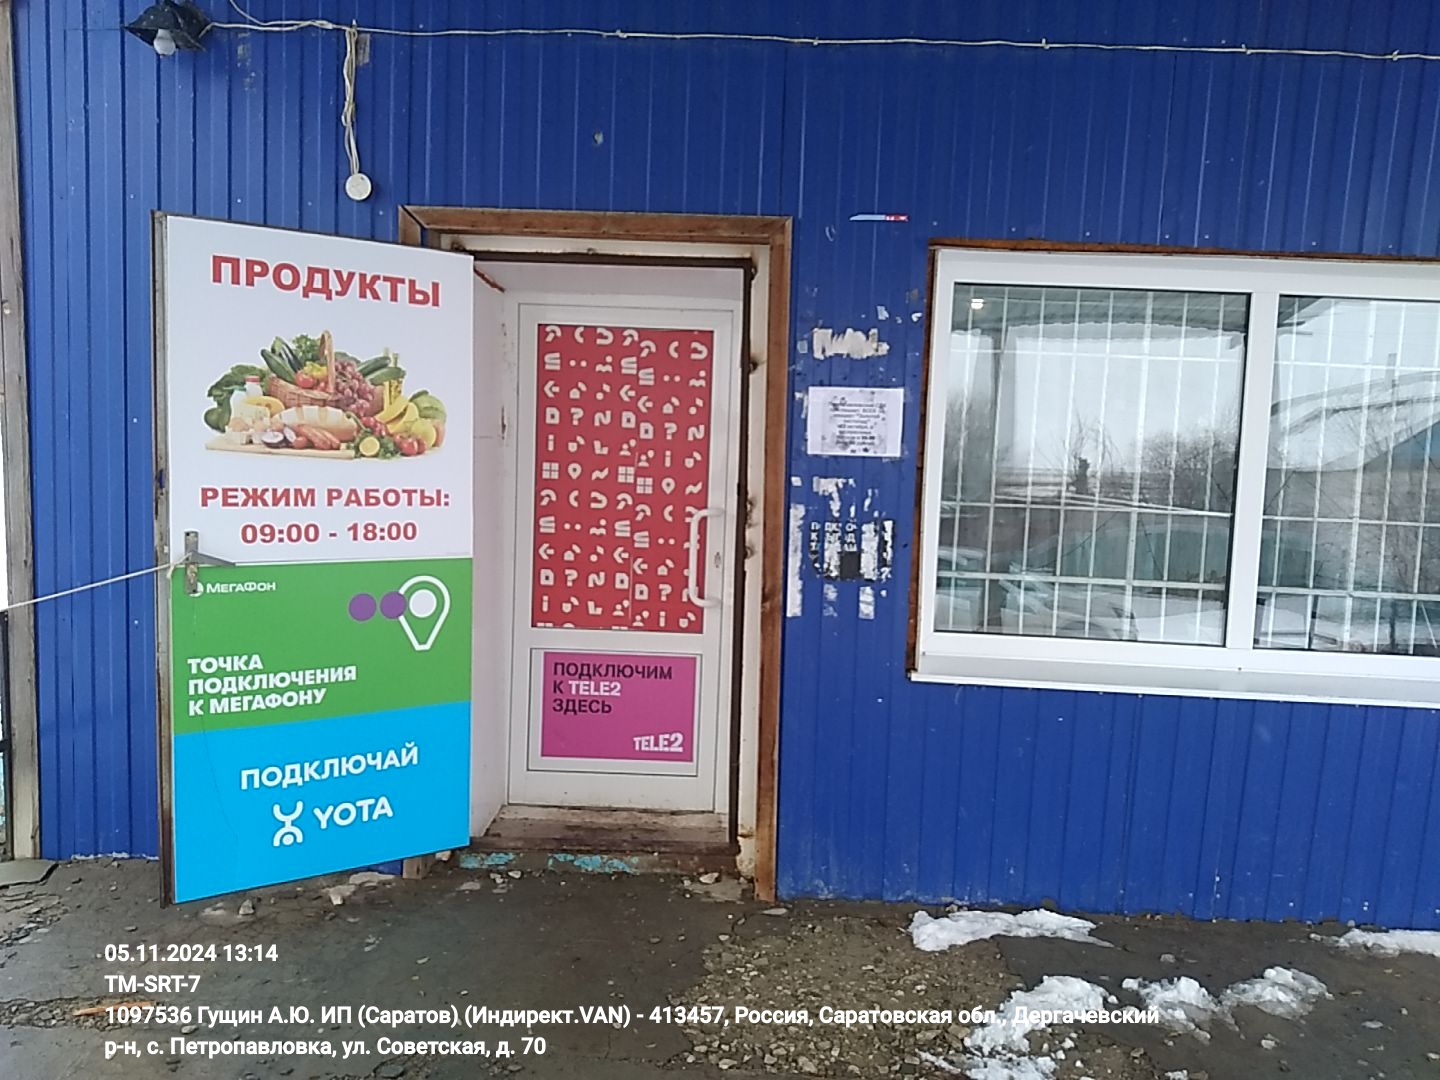 ПРОДУКТЫ
РЕЖИМ РАБОТЫ:
09:00 - 18:00
МЕГАФОН
ТОЧКА
ПОДКЛЮЧЕНИЯ
К МЕГАФОНУ
ПОДКЛЮЧАЙ
YOTA
ПОДКЛЮЧИМ
К TELE2
ЗДЕСЬ
TELE2
05.11.2024 13:14
TM-SRT-7
1097536 Гущин А.Ю. ИП (Саратов) (Индирект.VAN) - 413457, Россия, Саратовская обл., Дергачевский
р-н, с. Петропавловка, ул. Советская, д. 70